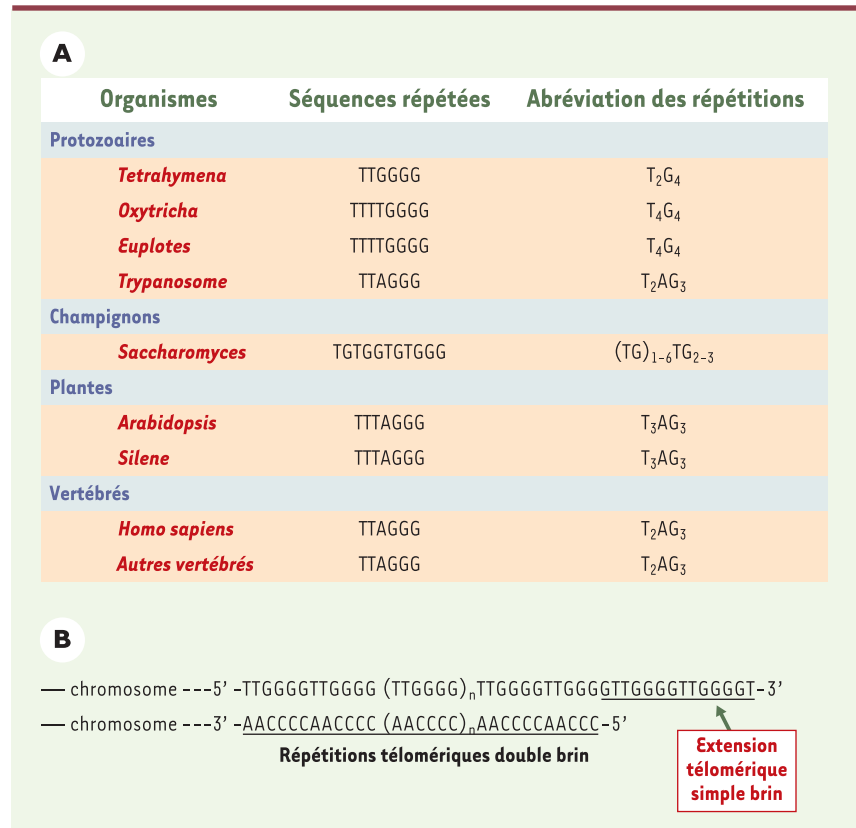 A
Organismes Séquences répétées Abréviation des répétitions
Protozoaires
Tetrahymena TTGGGG T₂G₄
Oxytricha TTTTGGGG T₄G₄
Euplotes TTTTGGGG T₄G₄
Trypanosome TTAGGG T₂AG₃
Champignons
Saccharomyces TGTGGTGTGGG (TG)₁₋₆TG₂₋₃
Plantes
Arabidopsis TTTAGGG T₃AG₃
Silene TTTAGGG T₃AG₃
Vertébrés
Homo sapiens TTAGGG T₂AG₃
Autres vertébrés TTAGGG T₂AG₃
B
— chromosome ---5’ -TTGGGGTTGGGG (TTGGGG)ₙTTGGGGTTGGGGTTGGGGTTGGGGT-3’
— chromosome ---3’ -AACCCCAACCCC (AACCCC)ₙAACCCCAACCC-5’
Répétitions télomériques double brin
Extension
télomérique
simple brin